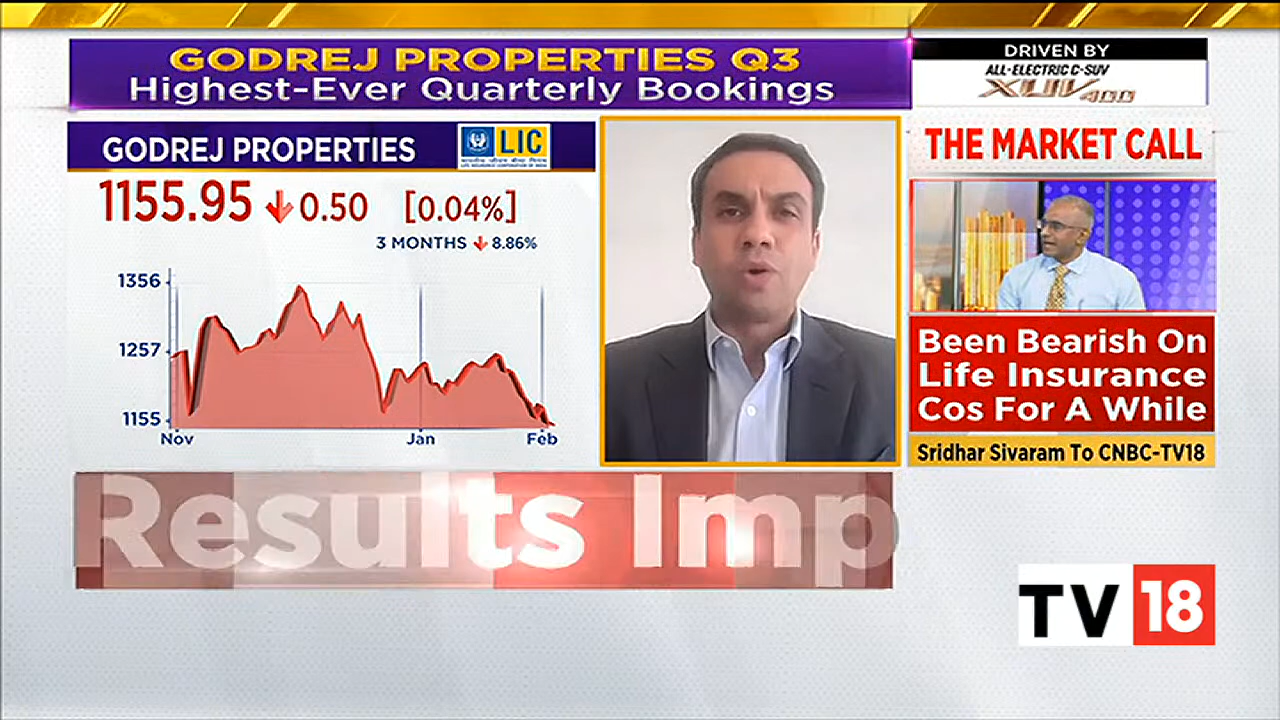 GODREJ PROPERTIES Q3
Highest-Ever Quarterly Bookings
DRIVEN BY
ALL-ELECTRIC C-SUV
XUV400
GODREJ PROPERTIES
LIC
1155.95 0.50 [0.04%]
3 MONTHS 8.86%
1356
1257
1155
Nov Jan Feb
THE MARKET CALL
Been Bearish On
Life Insurance
Cos For A While
Sridhar Sivaram To CNBC-TV18
Results Imp
TV18